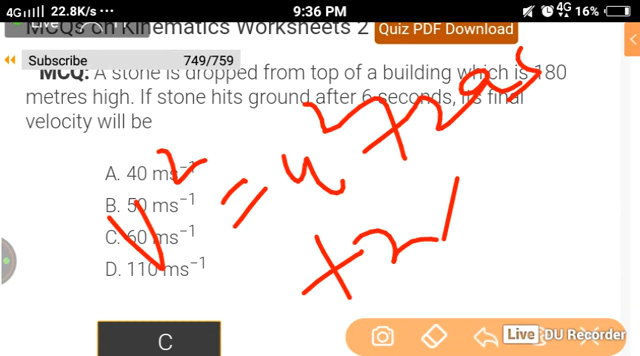 4G 22.8K/s ... 9:36 PM 4G 16%
MCQs on Kinematics Worksheets 2 Quiz PDF Download
Live
Subscribe 749/759
MCQ: A stone is dropped from top of a building which is 180
metres high. If stone hits ground after 6 seconds, its final
velocity will be
V² = u² + 2as
+ 2
A. 40 ms⁻¹
B. 50 ms⁻¹
C. 60 ms⁻¹
D. 110 ms⁻¹
C
Live DU Recorder